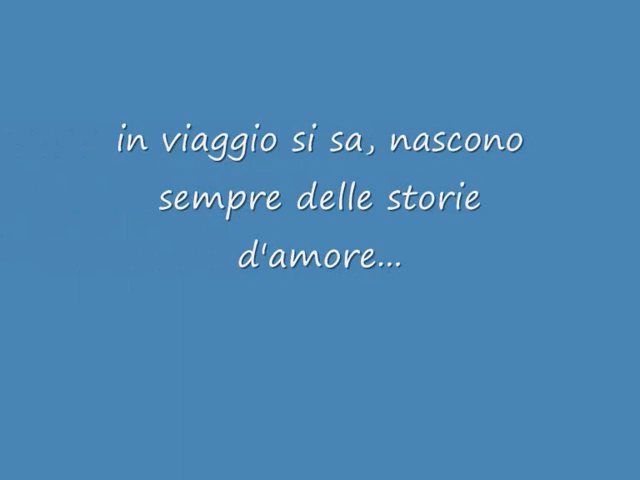 in viaggio si sa, nascono
sempre delle storie
d'amore...